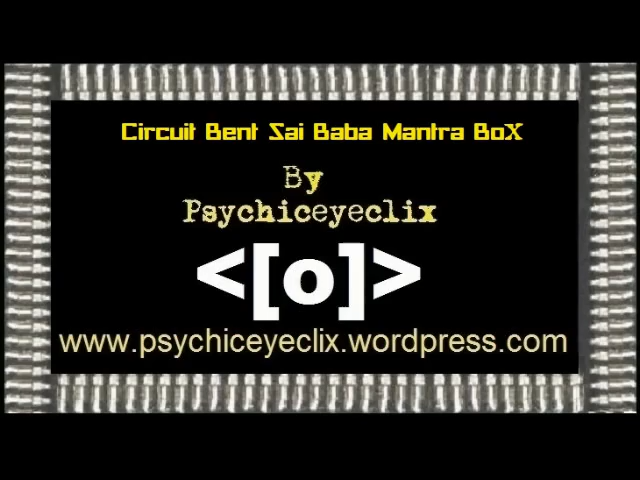 Circuit Bent Sai Baba Mantra BoX
By
Psychiceyeclix
<[o]>
www.psychiceyeclix.wordpress.com